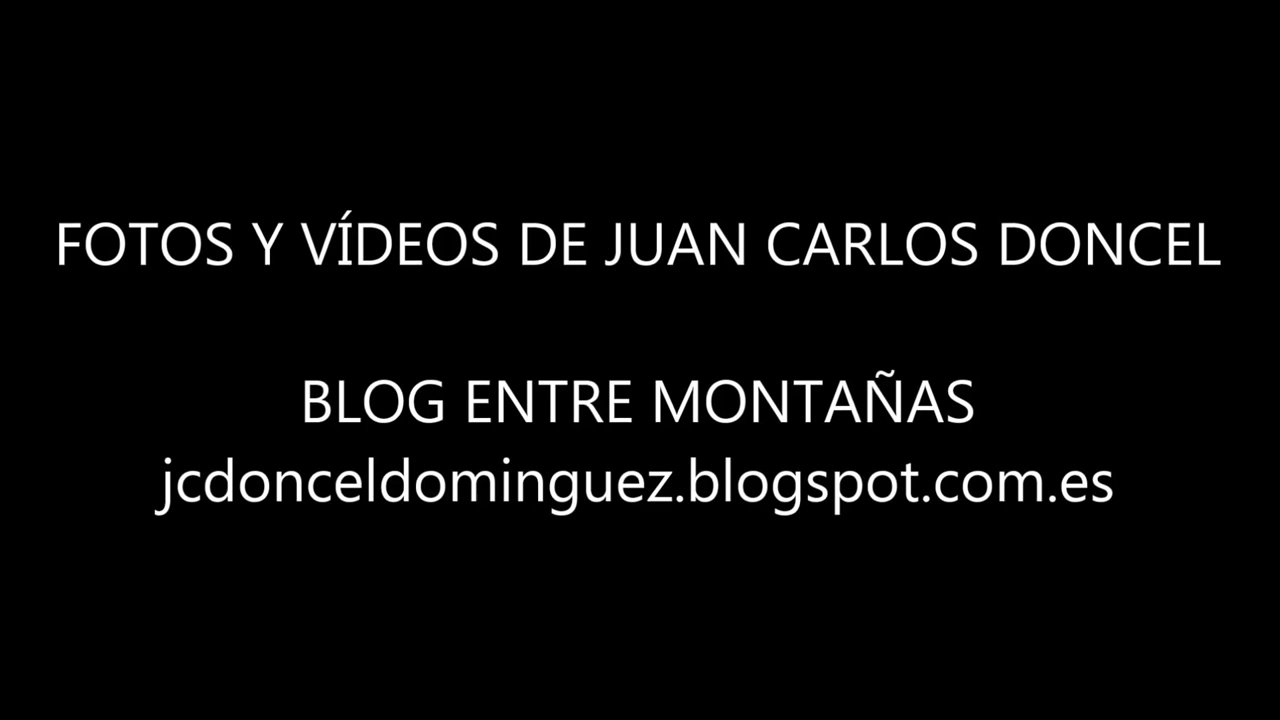 FOTOS Y VÍDEOS DE JUAN CARLOS DONCEL
BLOG ENTRE MONTAÑAS
jcdonceldominguez.blogspot.com.es